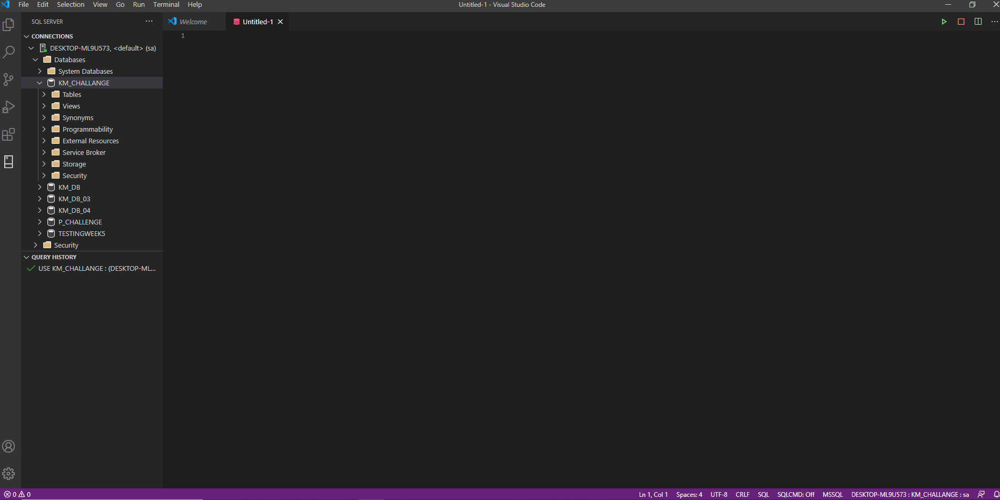 File Edit Selection View Go Run Terminal Help
Untitled-1 - Visual Studio Code
SQL SERVER
Welcome
Untitled-1
CONNECTIONS
DESKTOP-ML9U573, <default> (sa)
Databases
System Databases
KM_CHALLANGE
Tables
Views
Synonyms
Programmability
External Resources
Service Broker
Storage
Security
KM_DB
KM_DB_03
KM_DB_04
P_CHALLENGE
TESTINGWEEK5
Security
QUERY HISTORY
USE KM_CHALLANGE : (DESKTOP-ML...
1
0 0
Ln 1, Col 1 Spaces: 4 UTF-8 CRLF SQL SQLCMD: Off MSSQL DESKTOP-ML9U573 : KM_CHALLANGE : sa